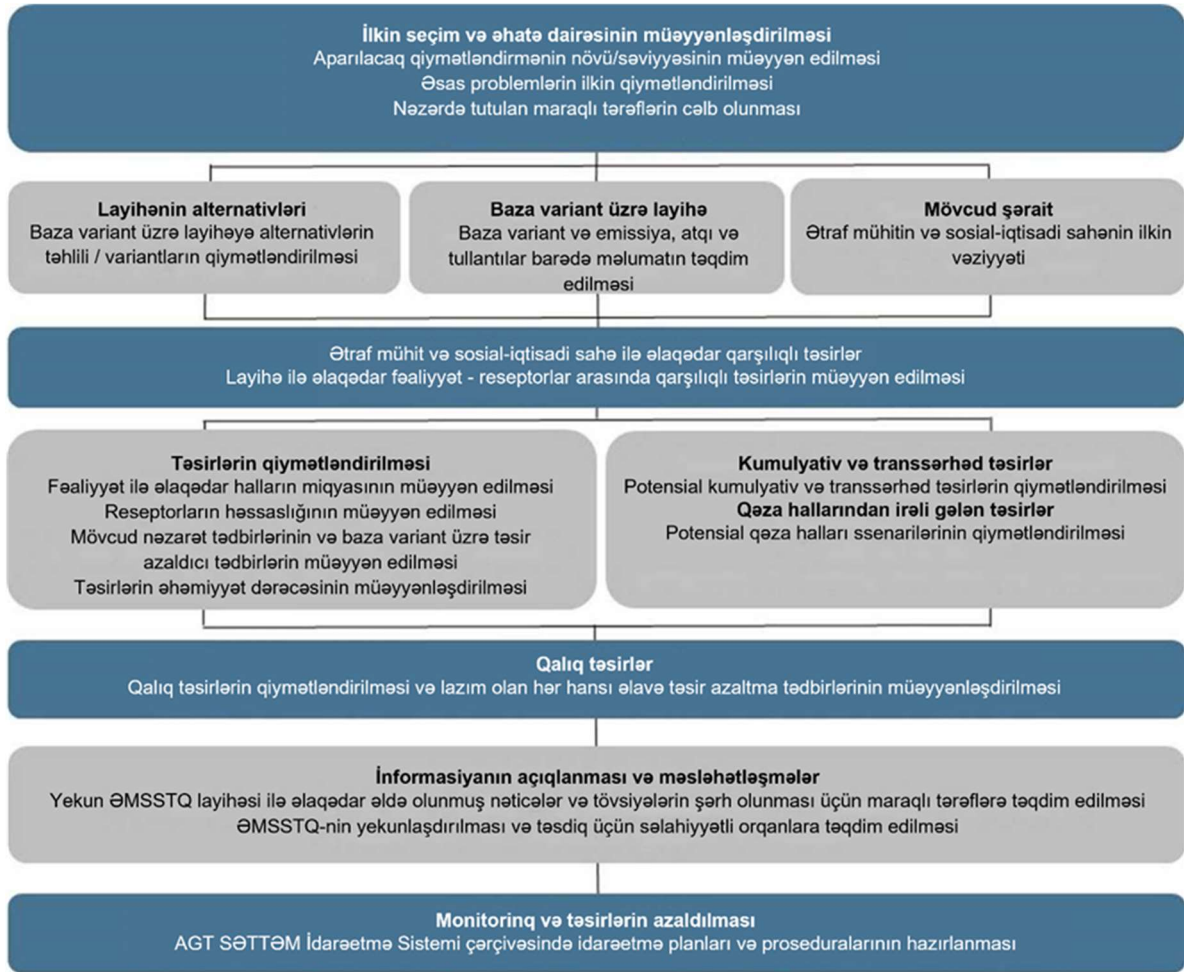 İlkin seçim və əhatə dairəsinin müəyyənləşdirilməsi
Aparılacaq qiymətləndirmənin növü/səviyyəsinin müəyyən edilməsi
Əsas problemlərin ilkin qiymətləndirilməsi
Nəzərdə tutulan maraqlı tərəflərin cəlb olunması
Layihənin alternativləri
Baza variant üzrə layihəyə alternativlərin
təhlili / variantların qiymətləndirilməsi
Baza variant üzrə layihə
Baza variant və emissiya, atqı və
tullantılar barədə məlumatın təqdim
edilməsi
Mövcud şərait
Ətraf mühitin və sosial-iqtisadi sahənin ilkin
vəziyyəti
Ətraf mühit və sosial-iqtisadi sahə ilə əlaqədar qarşılıqlı təsirlər
Layihə ilə əlaqədar fəaliyyət - reseptorlar arasında qarşılıqlı təsirlərin müəyyən edilməsi
Təsirlərin qiymətləndirilməsi
Fəaliyyət ilə əlaqədar halların miqyasının müəyyən edilməsi
Reseptorların həssaslığının müəyyən edilməsi
Mövcud nəzarət tədbirlərinin və baza variant üzrə təsir
azaldıcı tədbirlərin müəyyən edilməsi
Təsirlərin əhəmiyyət dərəcəsinin müəyyənləşdirilməsi
Kumulyativ və transsərhəd təsirlər
Potensial kumulyativ və transsərhəd təsirlərin qiymətləndirilməsi
Qəza hallarından irəli gələn təsirlər
Potensial qəza halları ssenarilərinin qiymətləndirilməsi
Qalıq təsirlər
Qalıq təsirlərin qiymətləndirilməsi və lazım olan hər hansı əlavə təsir azaltma tədbirlərinin müəyyənləşdirilməsi
İnformasiyanın açıqlanması və məsləhətləşmələr
Yekun ƏMSSTQ layihəsi ilə əlaqədar əldə olunmuş nəticələr və tövsiyələrin şərh olunması üçün maraqlı tərəflərə təqdim edilməsi
ƏMSSTQ-nin yekunlaşdırılması və təsdiq üçün səlahiyyətli orqanlara təqdim edilməsi
Monitorinq və təsirlərin azaldılması
AGT SƏTTƏM İdarəetmə Sistemi çərçivəsində idarəetmə planları və proseduralarının hazırlanması